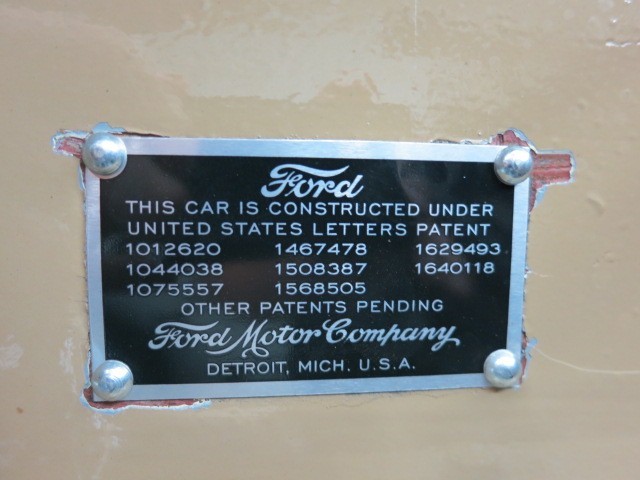 Ford
THIS CAR IS CONSTRUCTED UNDER
UNITED STATES LETTERS PATENT
1012620 1467478 1629493
1044038 1508387 1640118
1075557 1568505
OTHER PATENTS PENDING
Ford Motor Company
DETROIT, MICH. U.S.A.